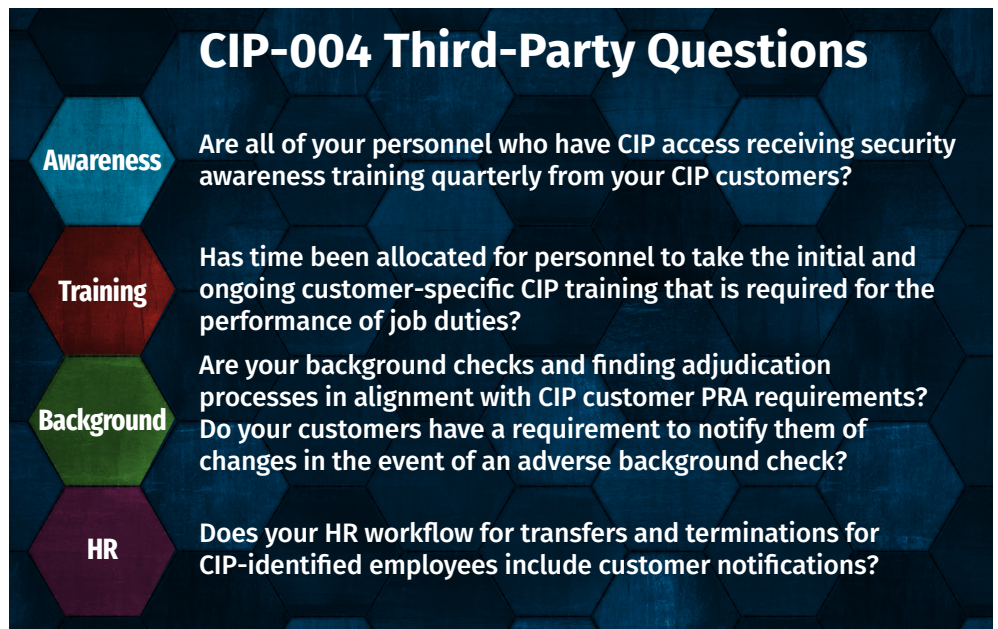 CIP-004 Third-Party Questions
Awareness
Are all of your personnel who have CIP access receiving security
awareness training quarterly from your CIP customers?
Training
Has time been allocated for personnel to take the initial and
ongoing customer-specific CIP training that is required for the
performance of job duties?
Background
Are your background checks and finding adjudication
processes in alignment with CIP customer PRA requirements?
Do your customers have a requirement to notify them of
changes in the event of an adverse background check?
HR
Does your HR workflow for transfers and terminations for
CIP-identified employees include customer notifications?